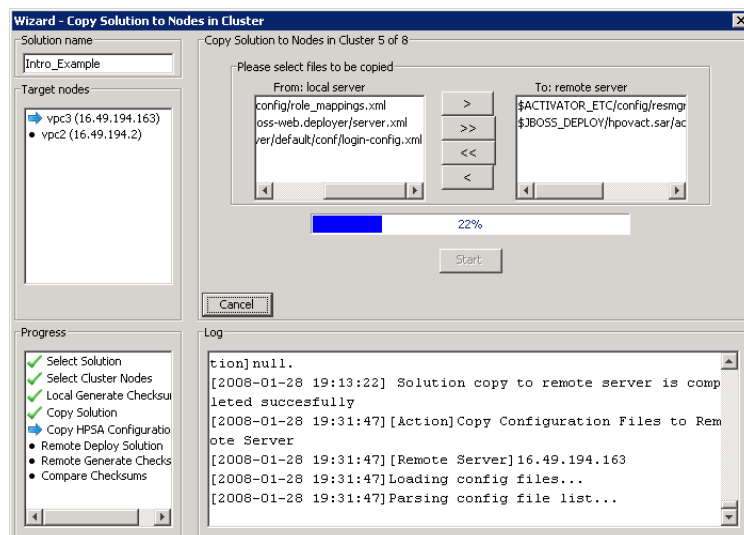 Wizard - Copy Solution to Nodes in Cluster
Solution name
Intro_Example
Target nodes
vpc3 (16.49.194.163)
vpc2 (16.49.194.2)
Copy Solution to Nodes in Cluster 5 of 8
Please select files to be copied
From: local server
config/role_mappings.xml
oss-web.deployer/server.xml
ver/default/conf/login-config.xml
>
>>
<<
<
To: remote server
$ACTIVATOR_ETC/config/resmgr
$JBOSS_DEPLOY/hpovact.sar/ac
22%
Start
Cancel
Progress
Select Solution
Select Cluster Nodes
Local Generate Checksu
Copy Solution
Copy HPSA Configuratio
Remote Deploy Solution
Remote Generate Checks
Compare Checksums
Log
tion]null.
[2008-01-28 19:13:22] Solution copy to remote server is comp
leted succesfully
[2008-01-28 19:31:47][Action]Copy Configuration Files to Rem
ote Server
[2008-01-28 19:31:47][Remote Server]16.49.194.163
[2008-01-28 19:31:47]Loading config files...
[2008-01-28 19:31:47]Parsing config file list...